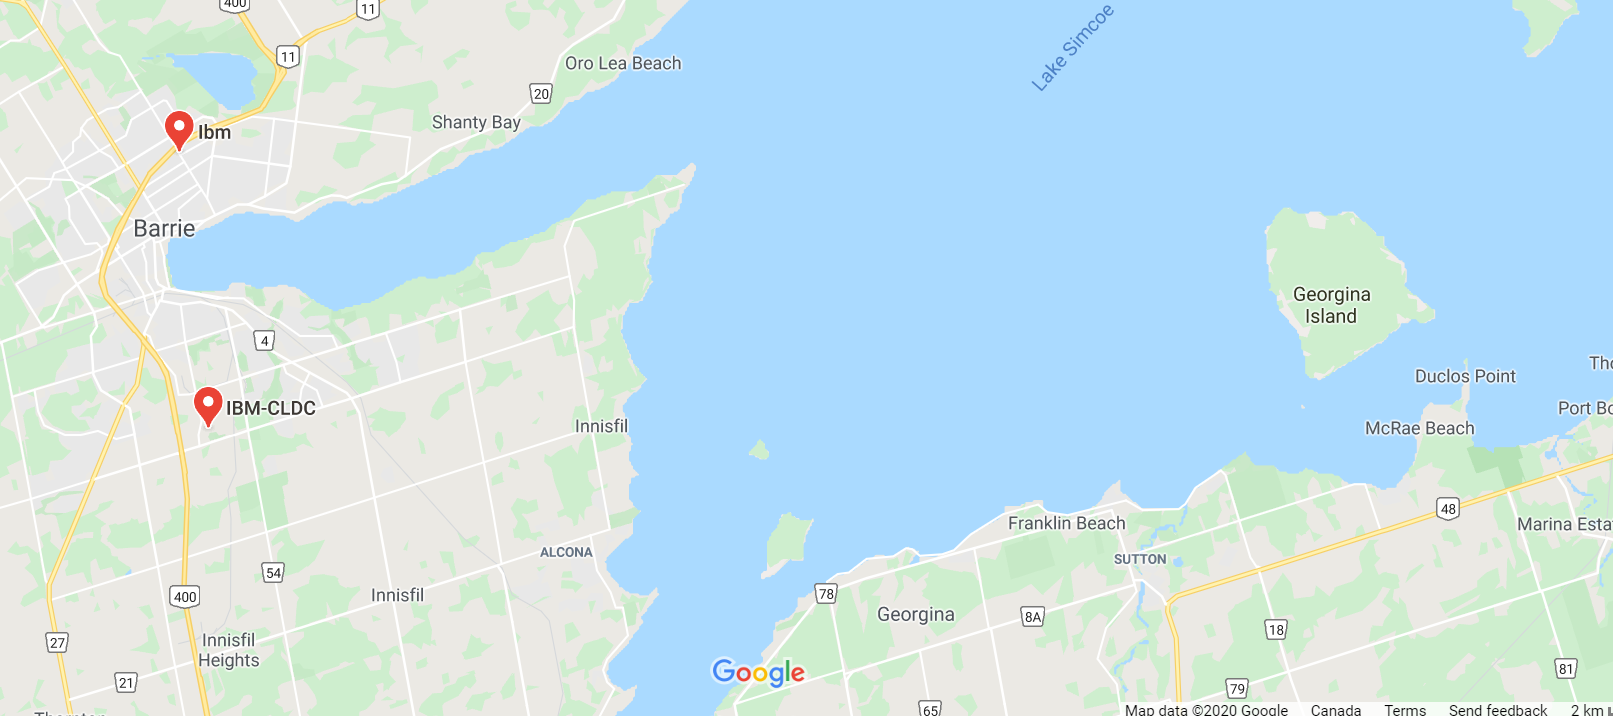 400
11
11
Oro Lea Beach
Lake Simcoe
20
Shanty Bay
Ibm
Barrie
Georgina
Island
4
Duclos Point
IBM-CLDC
Port Bo
McRae Beach
Innisfil
48
Franklin Beach
Marina Esta
ALCONA
SUTTON
54
400
Innisfil
78
Georgina
8A
18
27
Innisfil
Heights
81
Google
21
79
65
Map data ©2020 Google
Canada
Terms
Send feedback
2 km